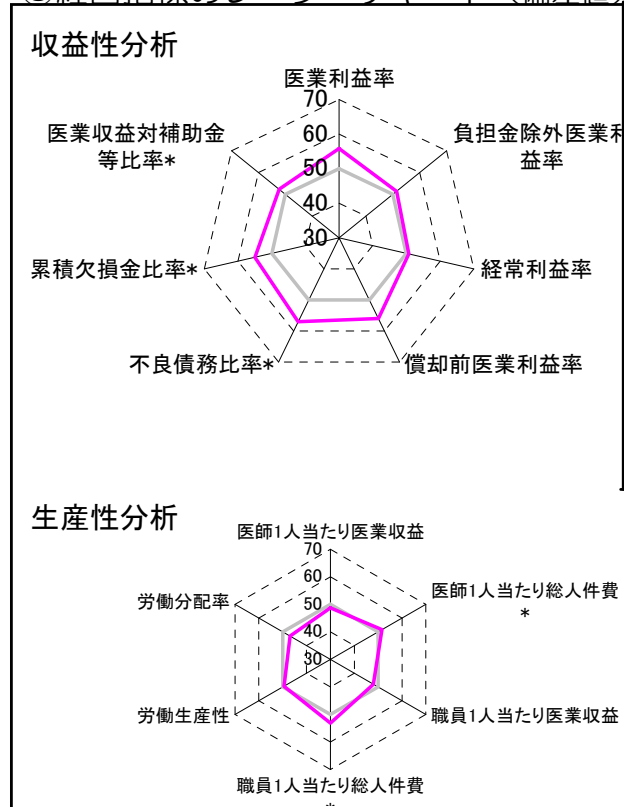 収益性分析
医業利益率
70
60
50
40
30
医業収益対補助金
等比率*
負担金除外医業利
益率
累積欠損金比率*
経常利益率
不良債務比率*
償却前医業利益率
生産性分析
医師1人当たり医業収益
70
60
50
40
30
労働分配率
医師1人当たり総人件費
*
労働生産性
職員1人当たり医業収益
職員1人当たり総人件費
*